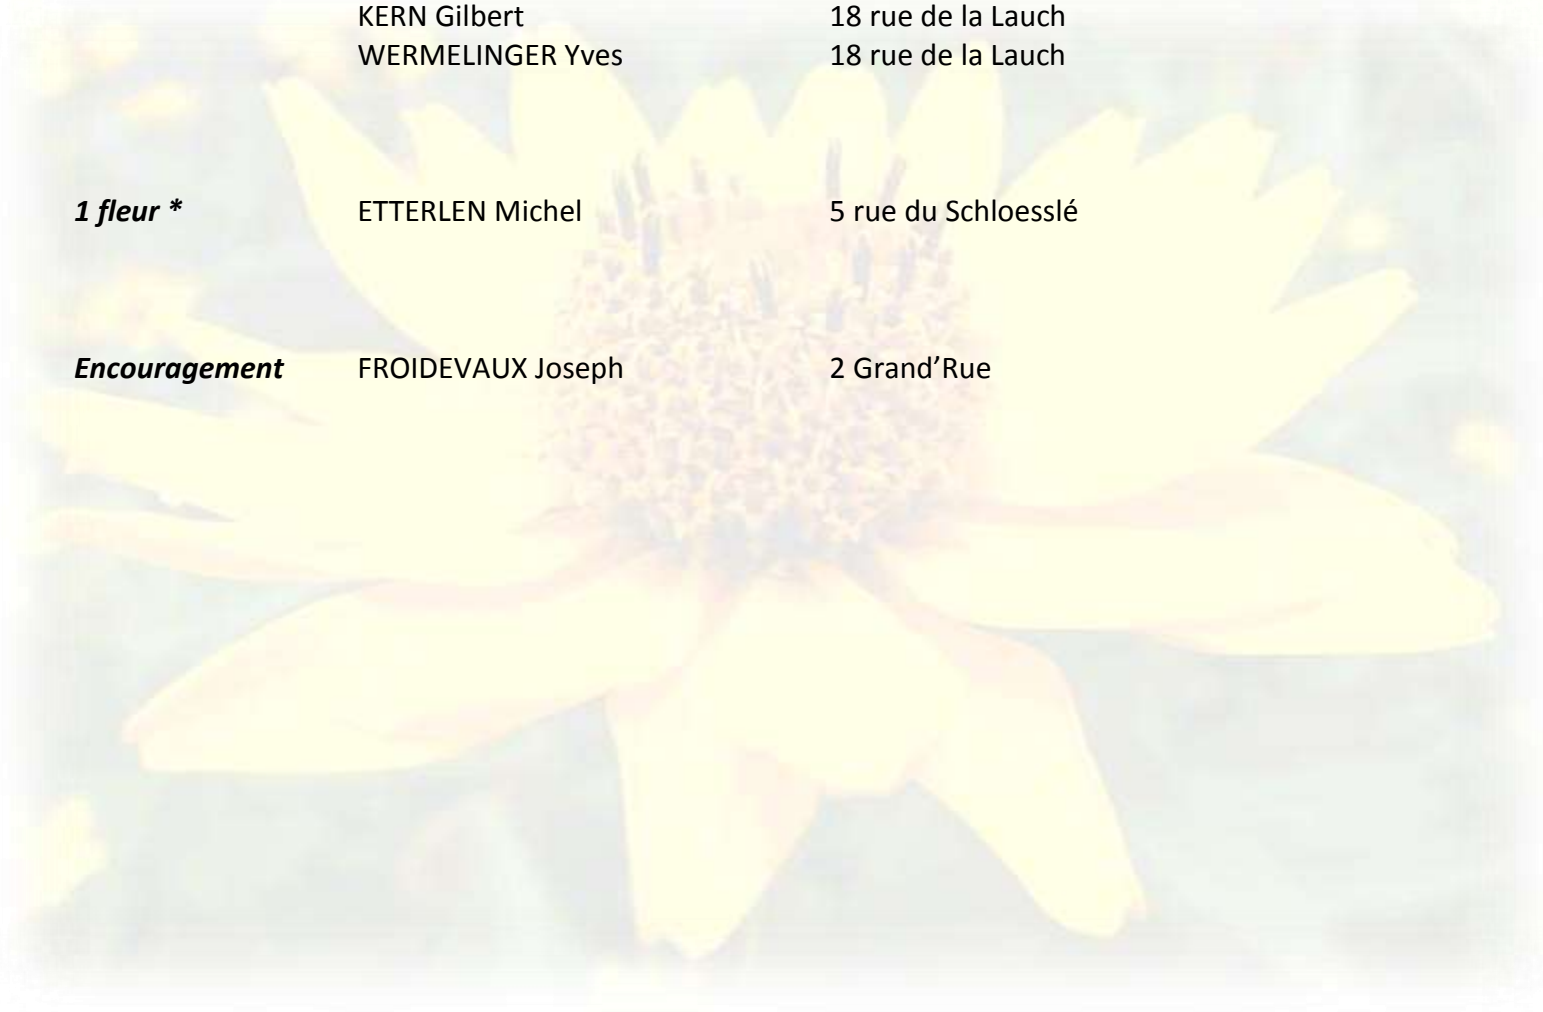 KERN Gilbert 18 rue de la Lauch
WERMELINGER Yves 18 rue de la Lauch
1 fleur * ETTERLEN Michel 5 rue du Schloesslé
Encouragement FROIDEVAUX Joseph 2 Grand’Rue